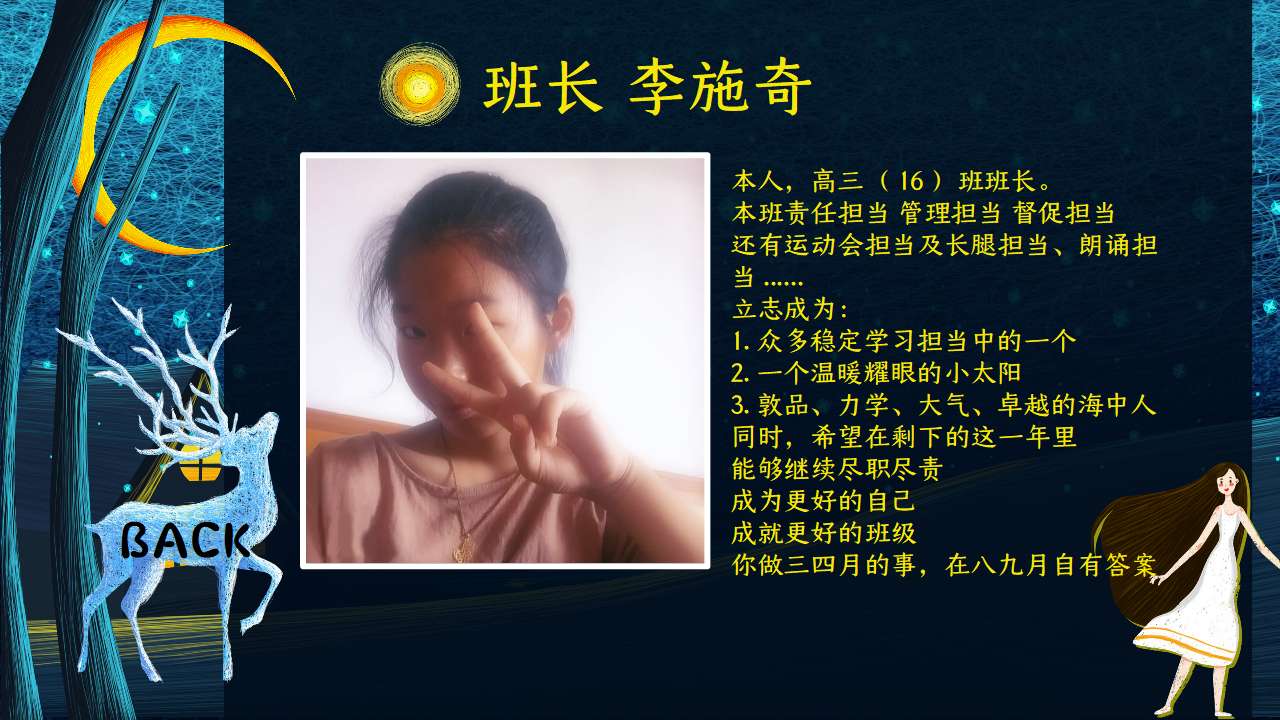 班长 李施奇
本人，高三（16）班班长。
本班责任担当 管理担当 督促担当
还有运动会担当及长腿担当、朗诵担
当......
立志成为：
1. 众多稳定学习担当中的一个
2. 一个温暖耀眼的小太阳
3. 敦品、力学、大气、卓越的海中人
同时，希望在剩下的这一年里
能够继续尽职尽责
成为更好的自己
成就更好的班级
你做三四月的事，在八九月自有答案
BACK